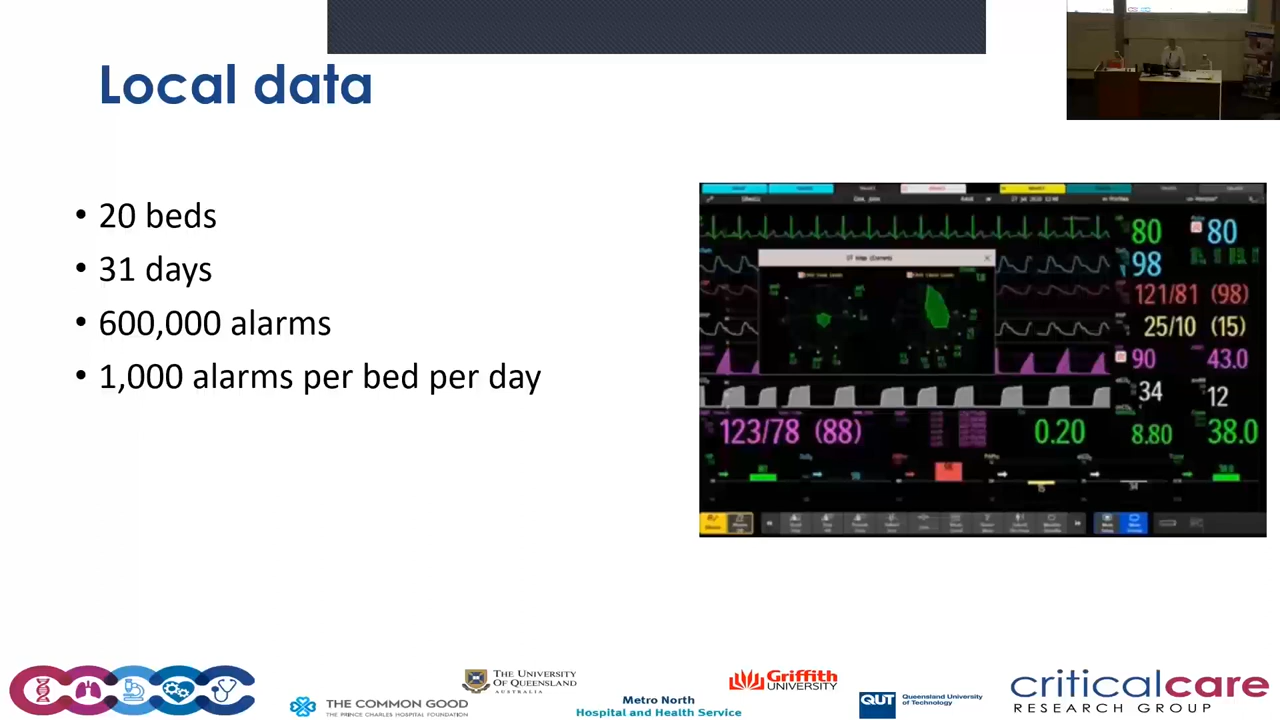 Local data
• 20 beds
• 31 days
• 600,000 alarms
• 1,000 alarms per bed per day
80
80
98
121/81 (98)
25/10 (15)
90
43.0
34
12
123/78 (88)
0.20
8.80
38.0
THE UNIVERSITY
OF QUEENSLAND
AUSTRALIA
THE COMMON GOOD
THE PRINCE CHARLES HOSPITAL FOUNDATION
Metro North
Hospital and Health Service
Griffith
UNIVERSITY
QUT
Queensland University
of Technology
criticalcare
RESEARCH GROUP